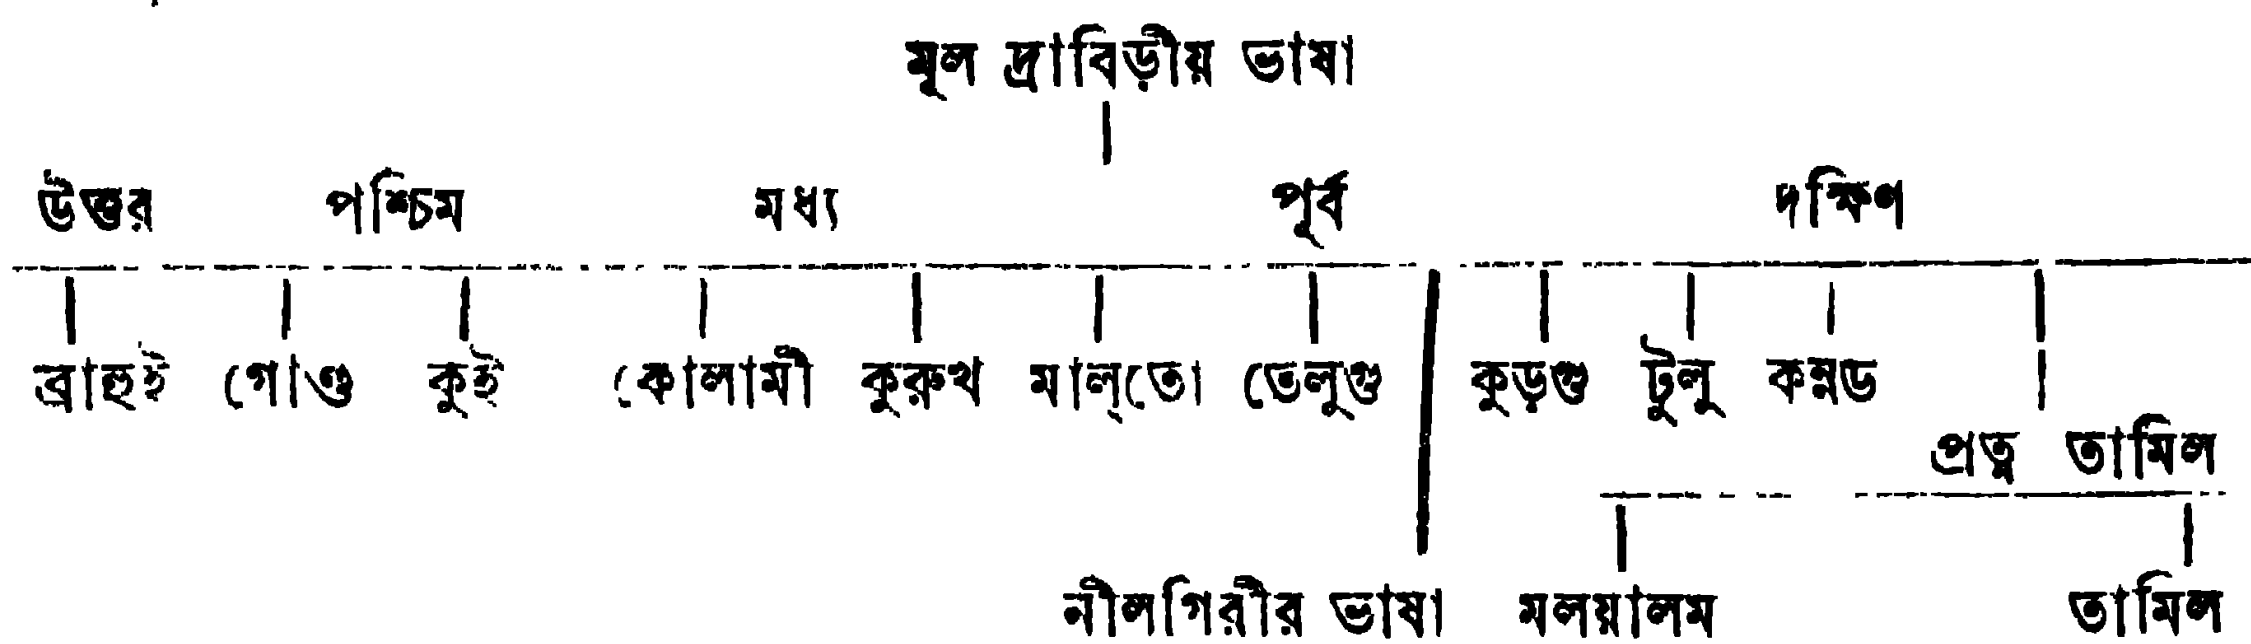 মূল দ্রাবিড়ীয় ভাষা
উত্তর পশ্চিম মধ্য পূর্ব দক্ষিণ
ব্রাহুই গোণ্ড কুই কোলামী কুরুখ মাল্‌তো তেলুগু কুড়গু টুলু কন্নড
প্রত্ন তামিল
নীলগিরীর ভাষা মলয়ালম তামিল